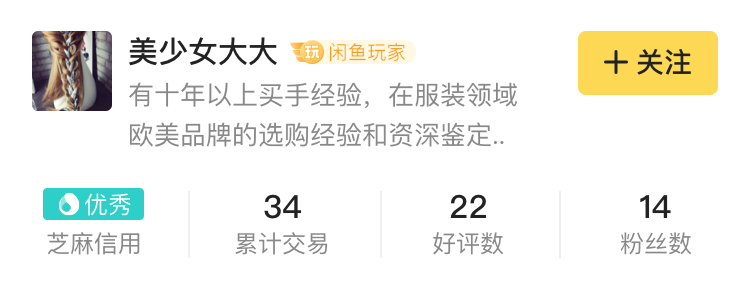 美少女大大 玩 闲鱼玩家
+ 关注
有十年以上买手经验，在服装领域
欧美品牌的选购经验和资深鉴定..
优秀 34 22 14
芝麻信用 累计交易 好评数 粉丝数